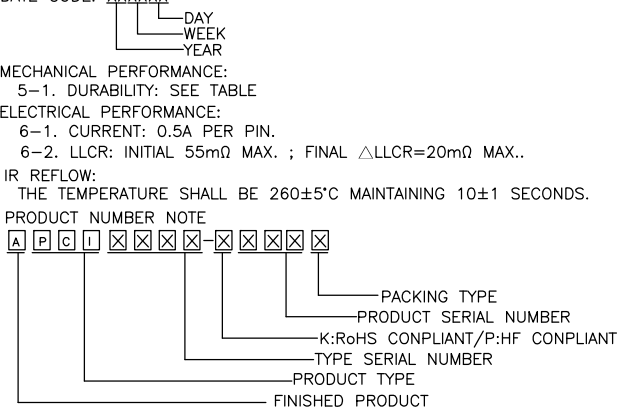 DATE CODE: XXXXXX
DAY
WEEK
YEAR
MECHANICAL PERFORMANCE:
5-1. DURABILITY: SEE TABLE
ELECTRICAL PERFORMANCE:
6-1. CURRENT: 0.5A PER PIN.
6-2. LLCR: INITIAL 55mΩ MAX. ; FINAL △LLCR=20mΩ MAX..
IR REFLOW:
THE TEMPERATURE SHALL BE 260±5°C MAINTAINING 10±1 SECONDS.
PRODUCT NUMBER NOTE
A P C I X X X X - X X X X X
PACKING TYPE
PRODUCT SERIAL NUMBER
K:RoHS CONPLIANT/P:HF CONPLIANT
TYPE SERIAL NUMBER
PRODUCT TYPE
FINISHED PRODUCT